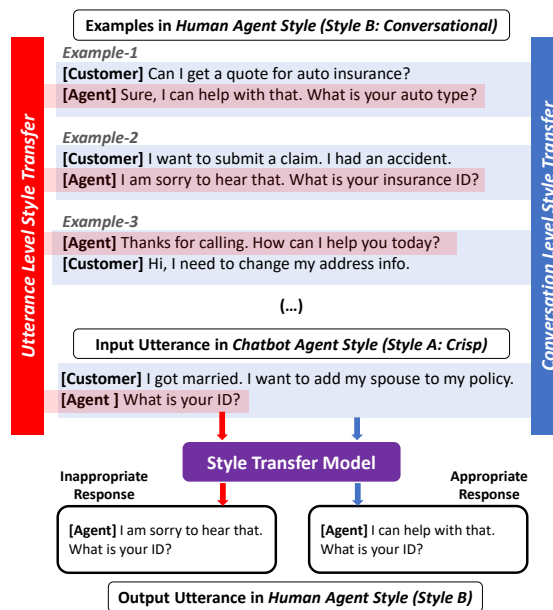 Examples in Human Agent Style (Style B: Conversational)
Example-1
[Customer] Can I get a quote for auto insurance?
[Agent] Sure, I can help with that. What is your auto type?
Example-2
[Customer] I want to submit a claim. I had an accident.
[Agent] I am sorry to hear that. What is your insurance ID?
Example-3
[Agent] Thanks for calling. How can I help you today?
[Customer] Hi, I need to change my address info.
(...)
Utterance Level Style Transfer
Conversation Level Style Transfer
Input Utterance in Chatbot Agent Style (Style A: Crisp)
[Customer] I got married. I want to add my spouse to my policy.
[Agent ] What is your ID?
Style Transfer Model
Inappropriate
Response
Appropriate
Response
[Agent] I am sorry to hear that.
What is your ID?
[Agent] I can help with that.
What is your ID?
Output Utterance in Human Agent Style (Style B)